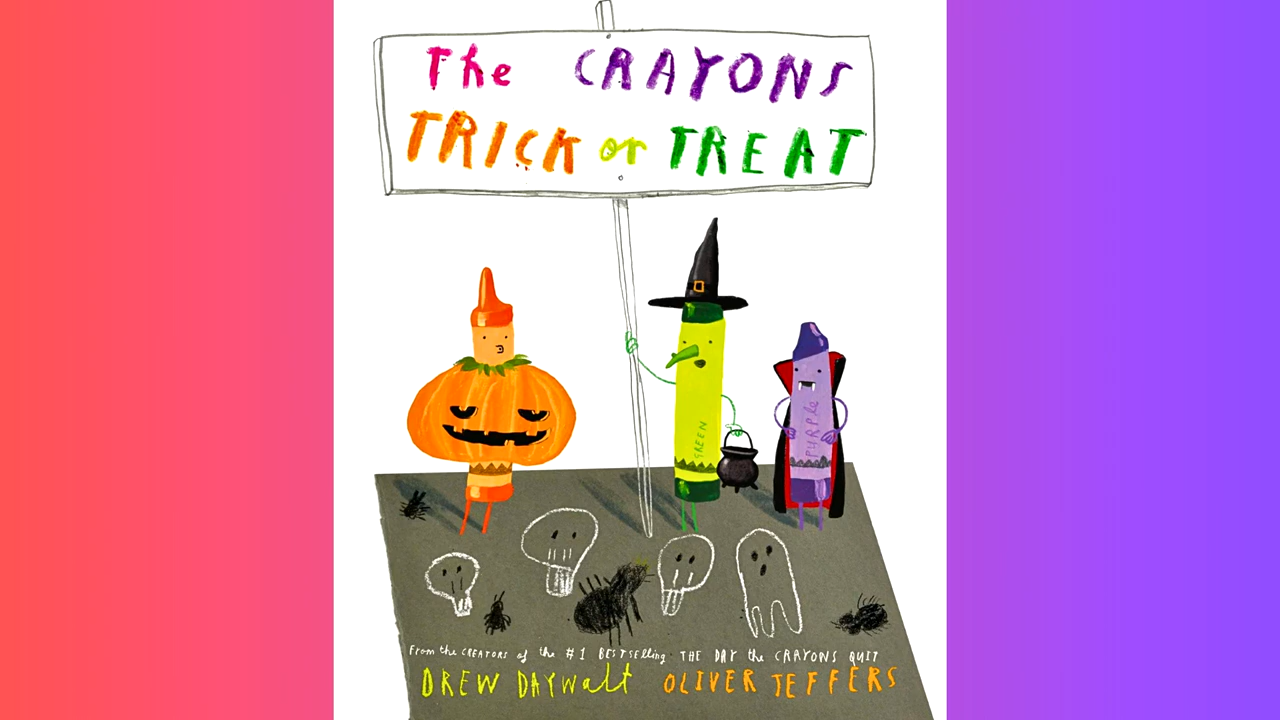 The CRAYONS
TRICK or TREAT
GREEN
PURPle
From the CREATORS of the #1 BESTSElling THE DAY the CRAYONS QUIT
DREW DAYWalt OLIVER JEFFERS